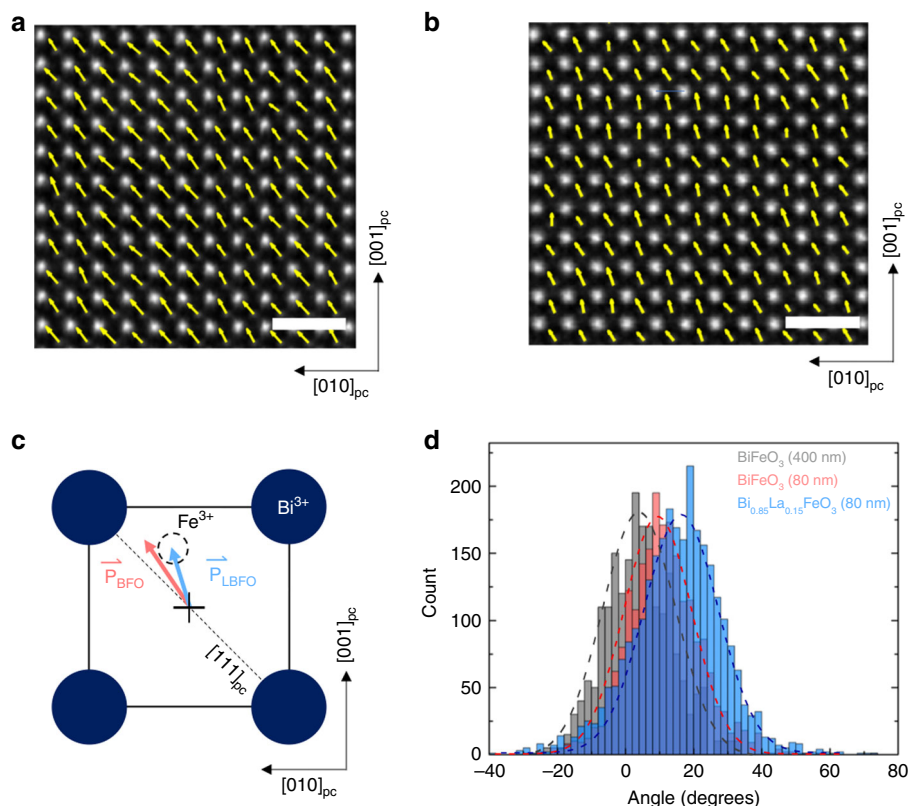 a
b
[001]pc
[010]pc
[001]pc
[010]pc
c
d
Bi3+
Fe3+
PBFO
PLBFO
[111]pc
[001]pc
[010]pc
BiFeO3 (400 nm)
BiFeO3 (80 nm)
Bi0.85La0.15FeO3 (80 nm)
Count
200
150
100
50
0
–40
–20
0
20
40
60
80
Angle (degrees)